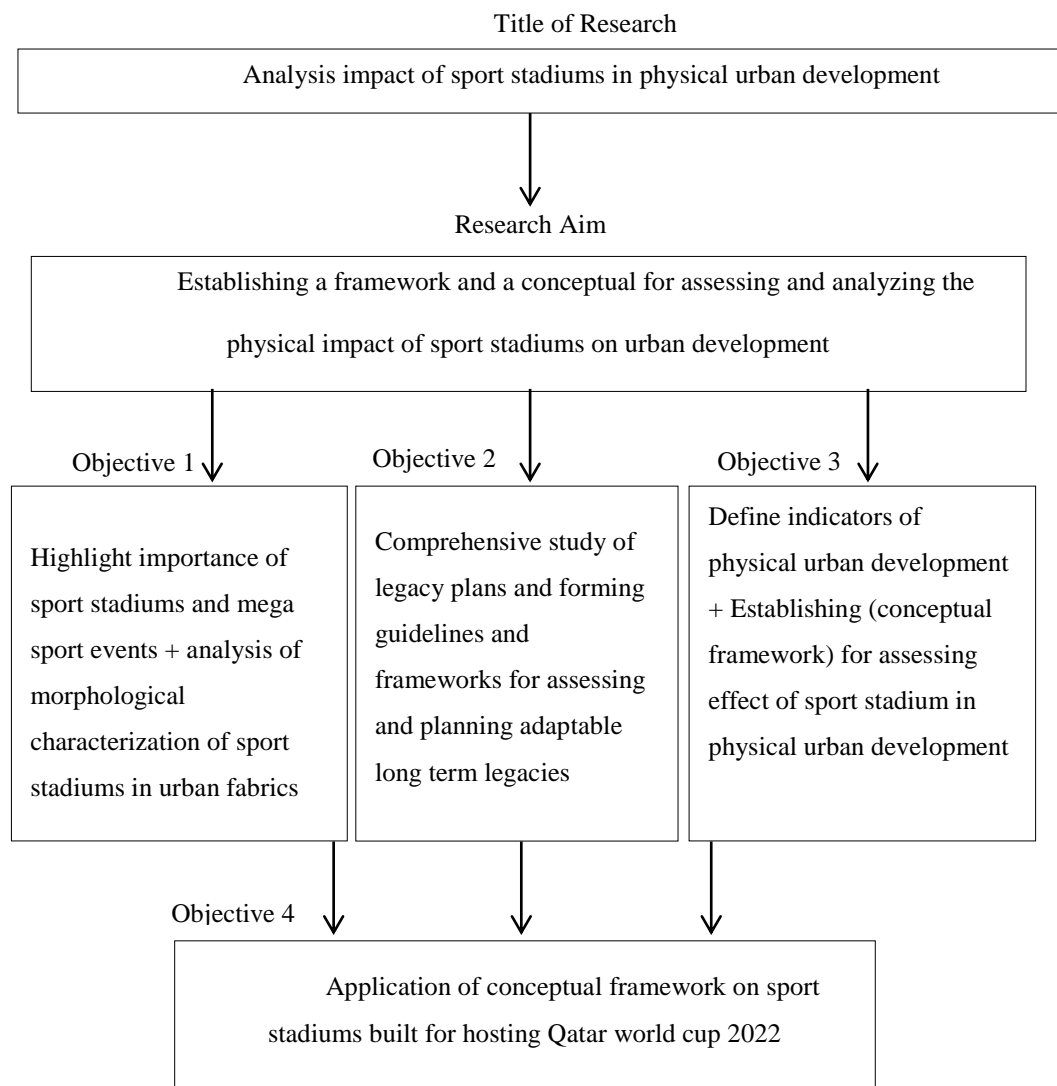 Title of Research
Analysis impact of sport stadiums in physical urban development
Research Aim
Establishing a framework and a conceptual for assessing and analyzing the
physical impact of sport stadiums on urban development
Objective 1
Highlight importance of
sport stadiums and mega
sport events + analysis of
morphological
characterization of sport
stadiums in urban fabrics
Objective 2
Comprehensive study of
legacy plans and forming
guidelines and
frameworks for assessing
and planning adaptable
long term legacies
Objective 3
Define indicators of
physical urban development
+ Establishing (conceptual
framework) for assessing
effect of sport stadium in
physical urban development
Objective 4
Application of conceptual framework on sport
stadiums built for hosting Qatar world cup 2022